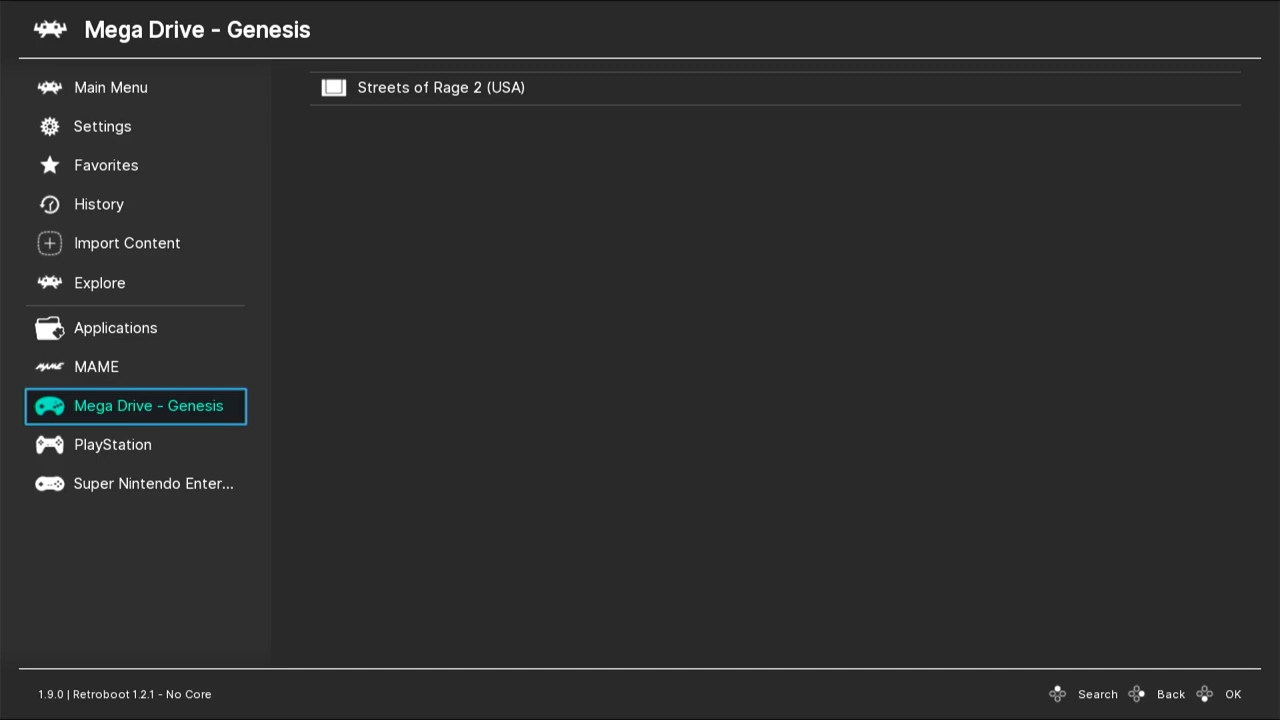 Mega Drive - Genesis
Main Menu
Settings
Favorites
History
Import Content
Explore
Applications
MAME
Mega Drive - Genesis
PlayStation
Super Nintendo Enter...
Streets of Rage 2 (USA)
1.9.0 | Retroboot 1.2.1 - No Core
Search Back OK